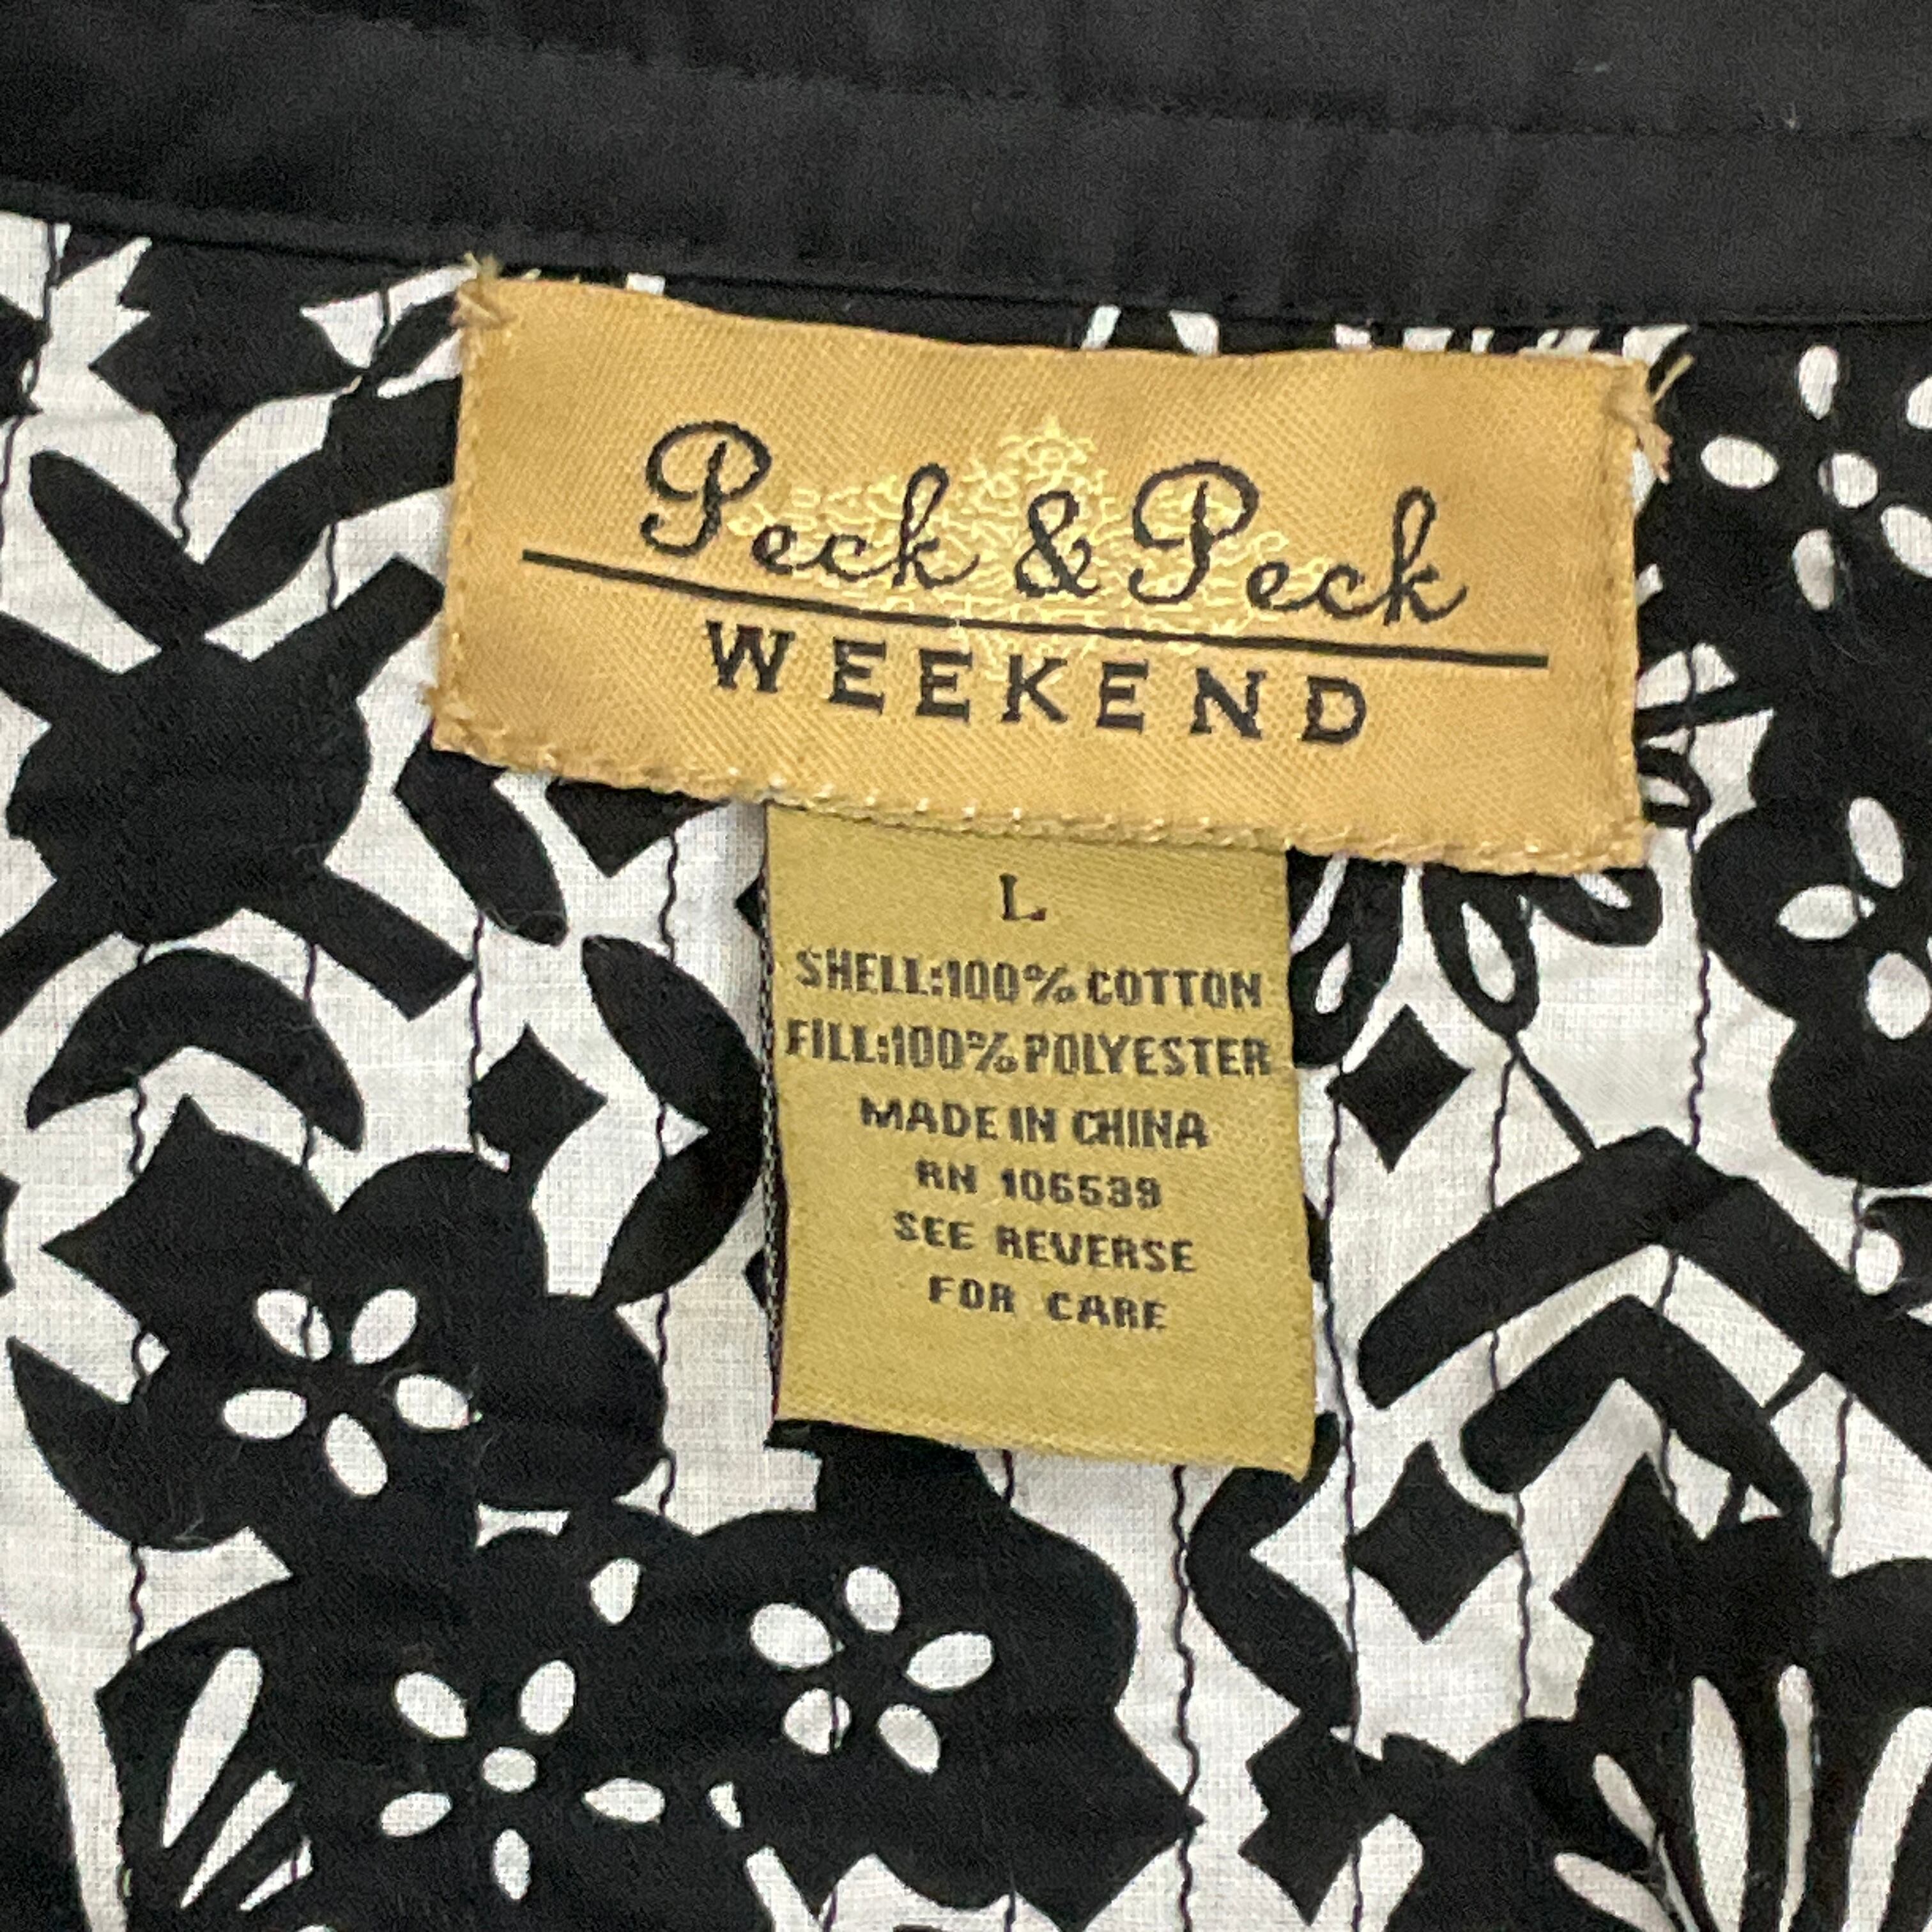 Peck & Peck
WEEKEND
L
SHELL:100% COTTON
FILL:100% POLYESTER
MADE IN CHINA
RN 106539
SEE REVERSE
FOR CARE